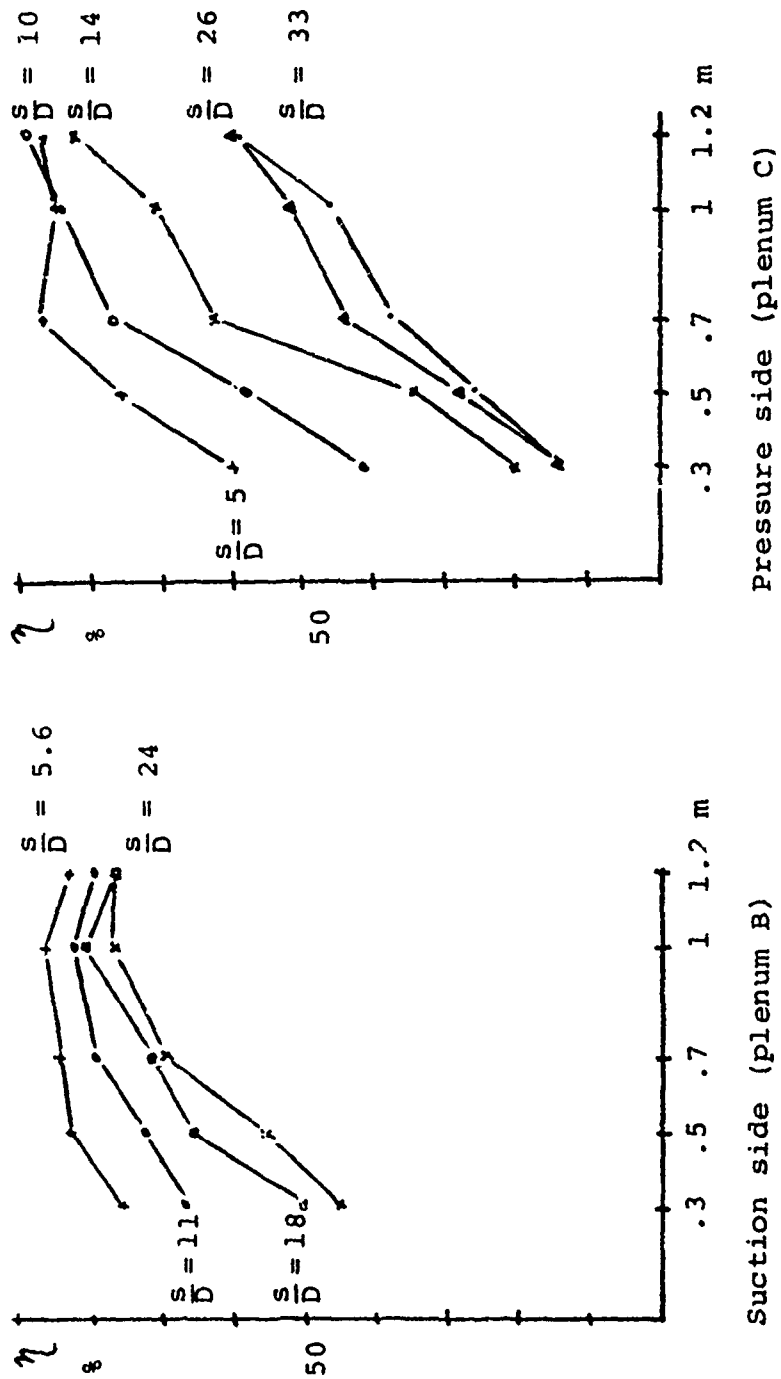 η
%
50
s/D = 5.6
s/D = 24
s/D = 11
s/D = 18
.3 .5 .7 1 1.2 m
Suction side (plenum B)
η
%
50
s/D = 10
s/D = 14
s/D = 26
s/D = 33
s/D = 5
.3 .5 .7 1 1.2 m
Pressure side (plenum C)